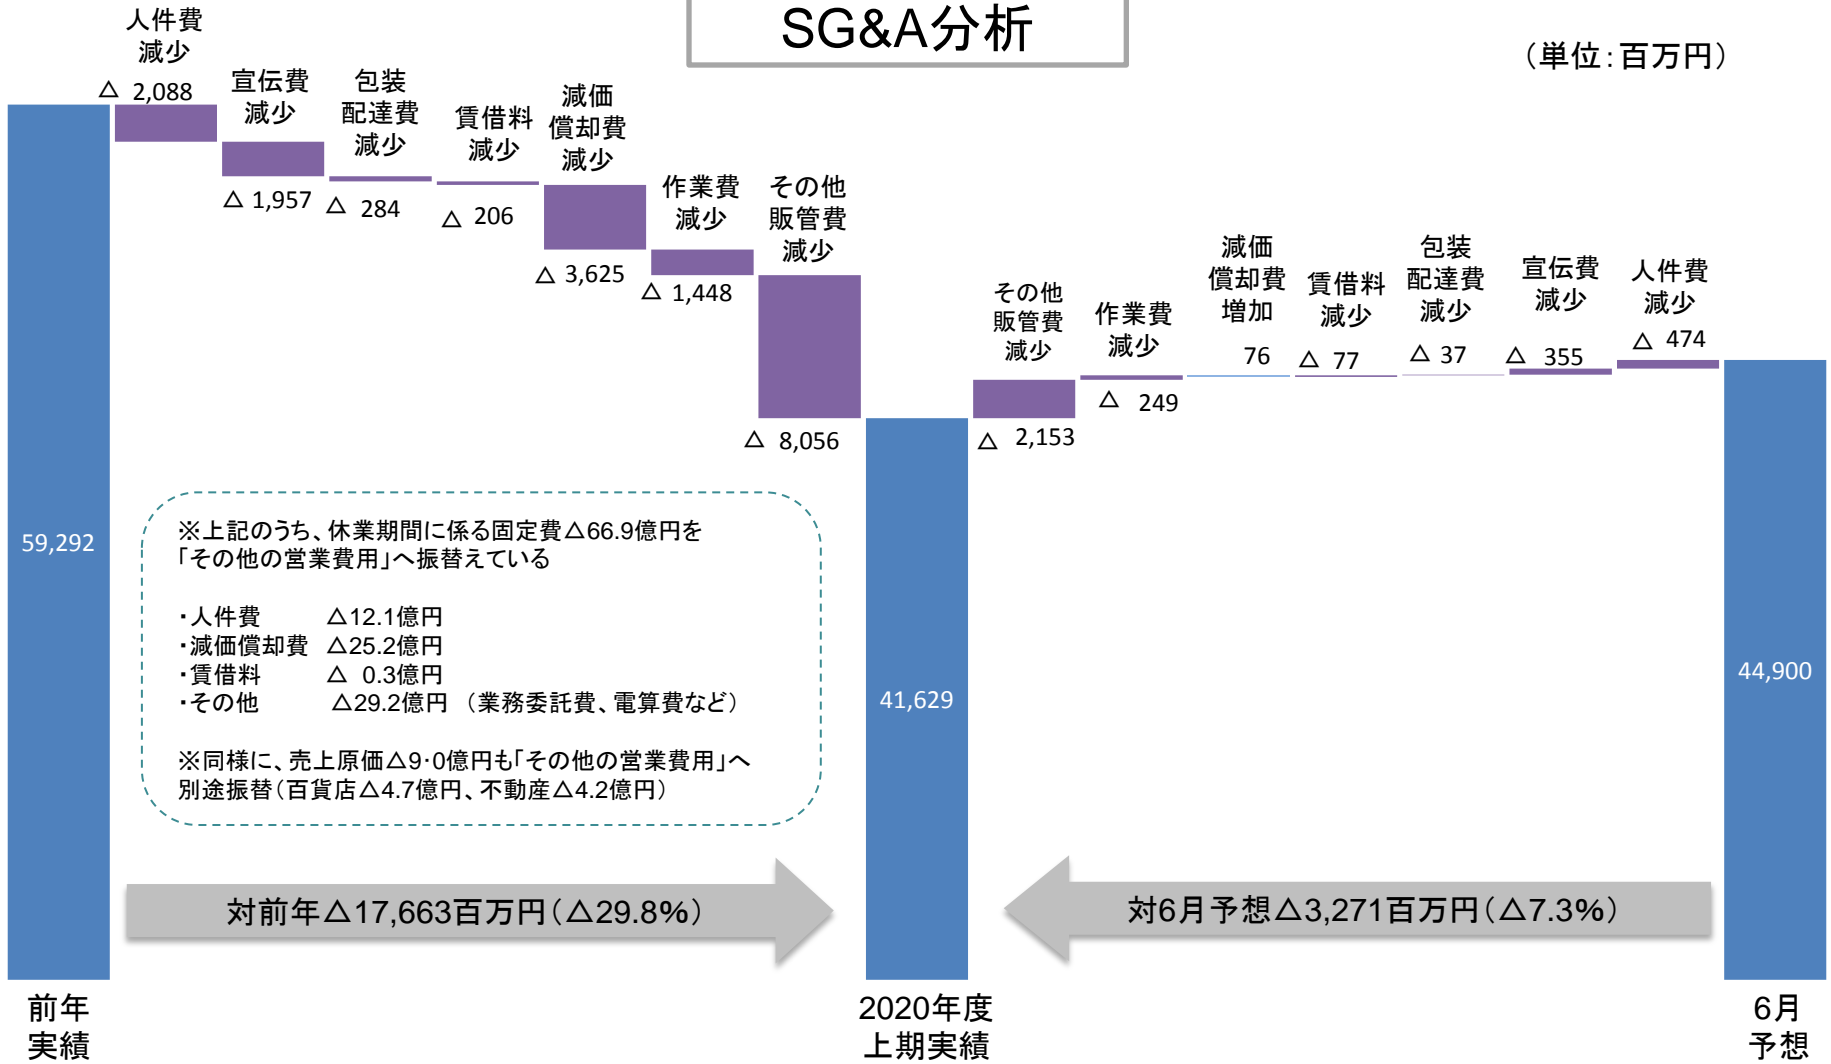 SG&A分析
（単位：百万円）
人件費
減少
△ 2,088
宣伝費
減少
△ 1,957
包装
配達費
減少
△ 284
賃借料
減少
△ 206
減価
償却費
減少
△ 3,625
作業費
減少
△ 1,448
その他
販管費
減少
△ 8,056
その他
販管費
減少
△ 2,153
作業費
減少
△ 249
減価
償却費
増加
76
賃借料
減少
△ 77
包装
配達費
減少
△ 37
宣伝費
減少
△ 355
人件費
減少
△ 474
59,292
41,629
44,900
※上記のうち、休業期間に係る固定費△66.9億円を
「その他の営業費用」へ振替えている
・人件費 △12.1億円
・減価償却費 △25.2億円
・賃借料 △ 0.3億円
・その他 △29.2億円 （業務委託費、電算費など）
※同様に、売上原価△9・0億円も「その他の営業費用」へ
別途振替（百貨店△4.7億円、不動産△4.2億円）
対前年△17,663百万円（△29.8%）
対6月予想△3,271百万円（△7.3%）
前年
実績
2020年度
上期実績
6月
予想